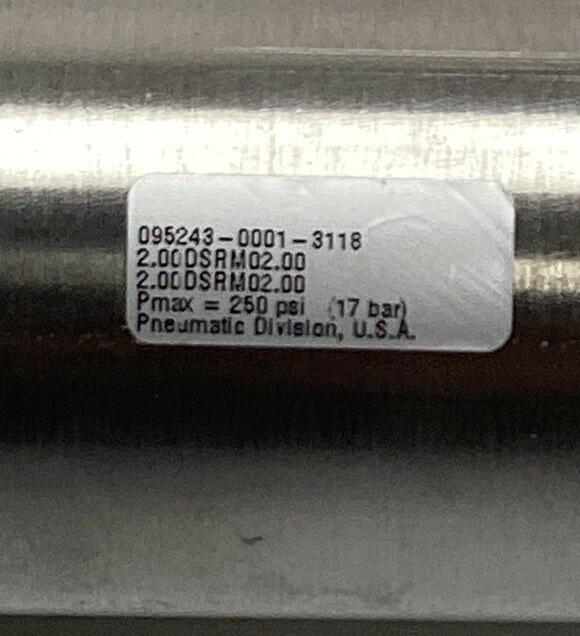 095243-0001-3118
2.00DSRM02.00
2.00DSRM02.00
Pmax = 250 psi (17 bar)
Pneumatic Division, U.S.A.